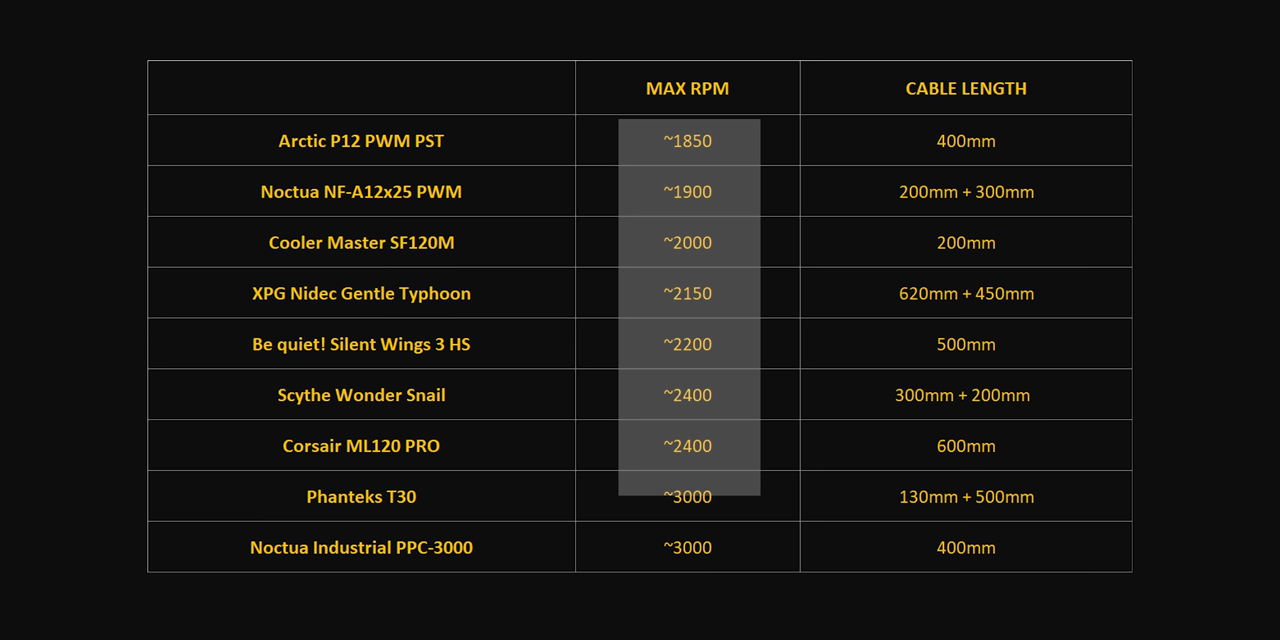 MAX RPM CABLE LENGTH
Arctic P12 PWM PST ~1850 400mm
Noctua NF-A12x25 PWM ~1900 200mm + 300mm
Cooler Master SF120M ~2000 200mm
XPG Nidec Gentle Typhoon ~2150 620mm + 450mm
Be quiet! Silent Wings 3 HS ~2200 500mm
Scythe Wonder Snail ~2400 300mm + 200mm
Corsair ML120 PRO ~2400 600mm
Phanteks T30 ~3000 130mm + 500mm
Noctua Industrial PPC-3000 ~3000 400mm